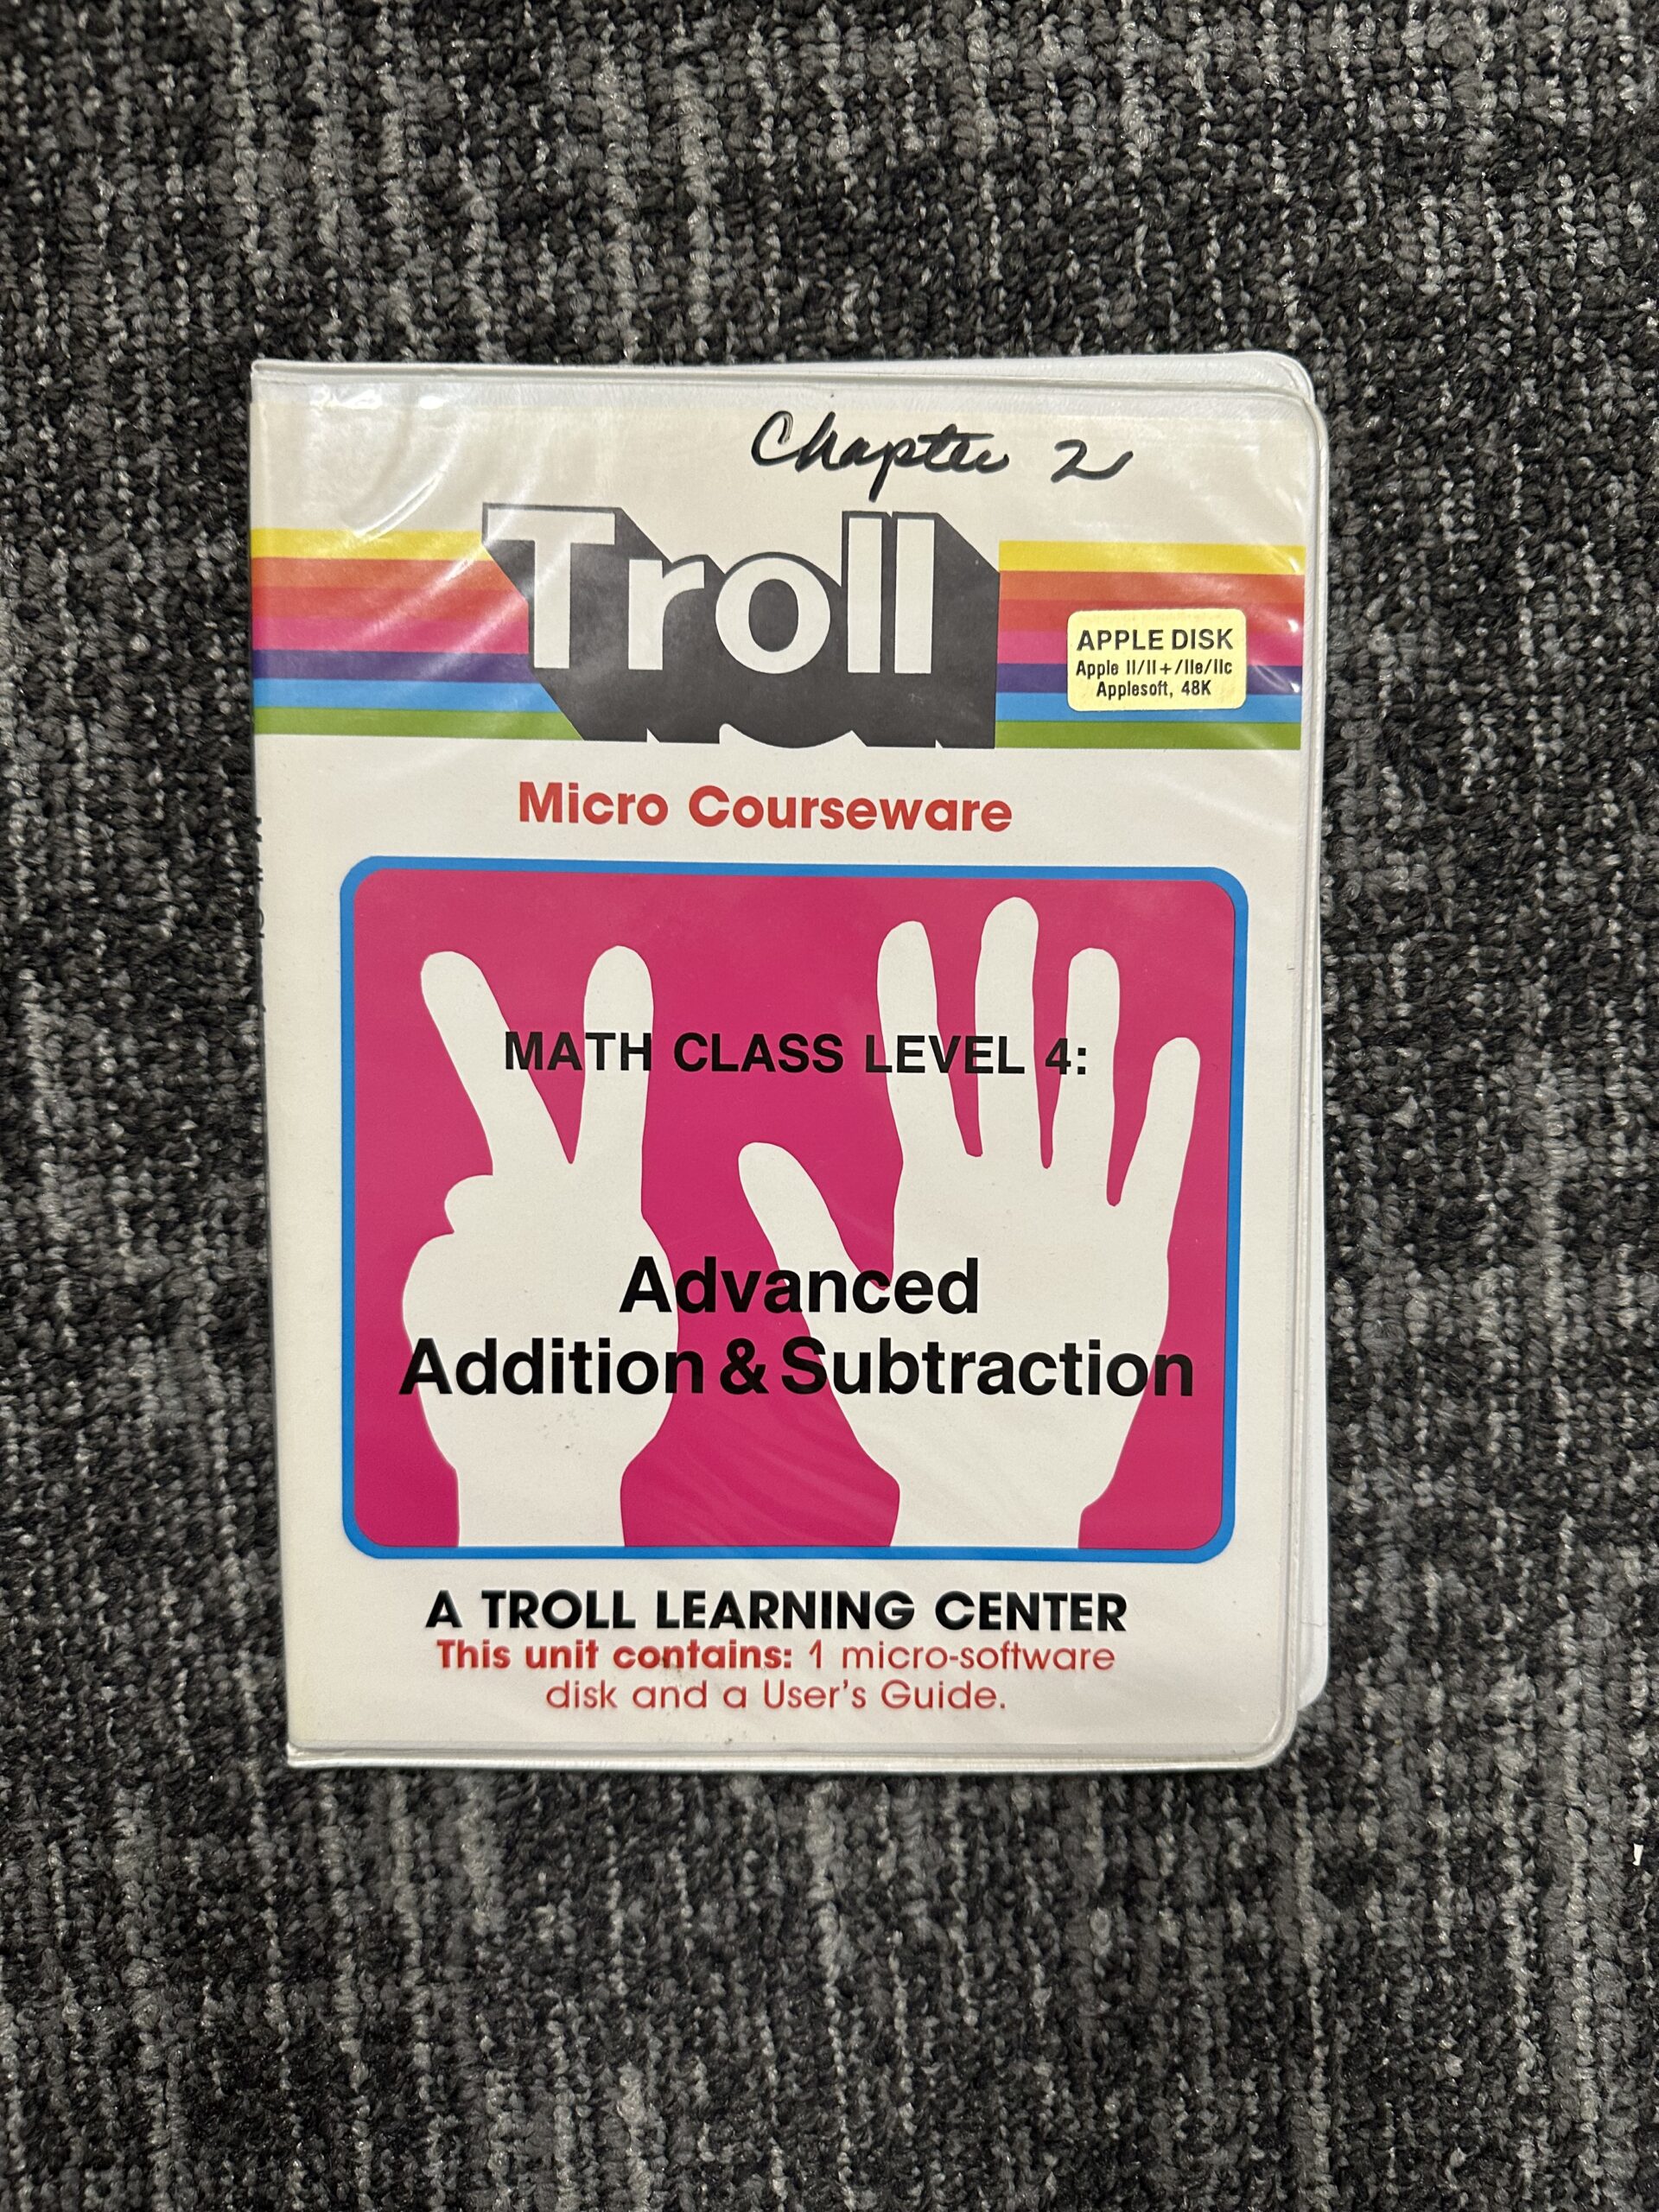 Chapter 2
Troll
APPLE DISK
Apple II/II+/IIe/IIc
Applesoft, 48K
Micro Courseware
MATH CLASS LEVEL 4:
Advanced
Addition & Subtraction
A TROLL LEARNING CENTER
This unit contains: 1 micro-software
disk and a User's Guide.